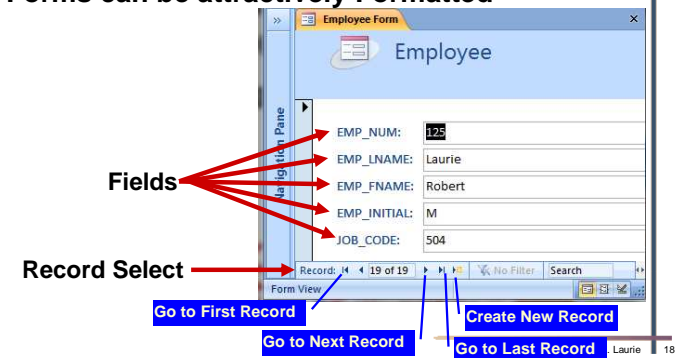 Forms can be attractively Formatted
Employee Form
Employee
Navigation Pane
EMP_NUM: 125
EMP_LNAME: Laurie
Fields
EMP_FNAME: Robert
EMP_INITIAL: M
JOB_CODE: 504
Record Select
Record: 19 of 19 No Filter Search
Form View
Go to First Record
Create New Record
Go to Next Record
Go to Last Record
. Laurie 18